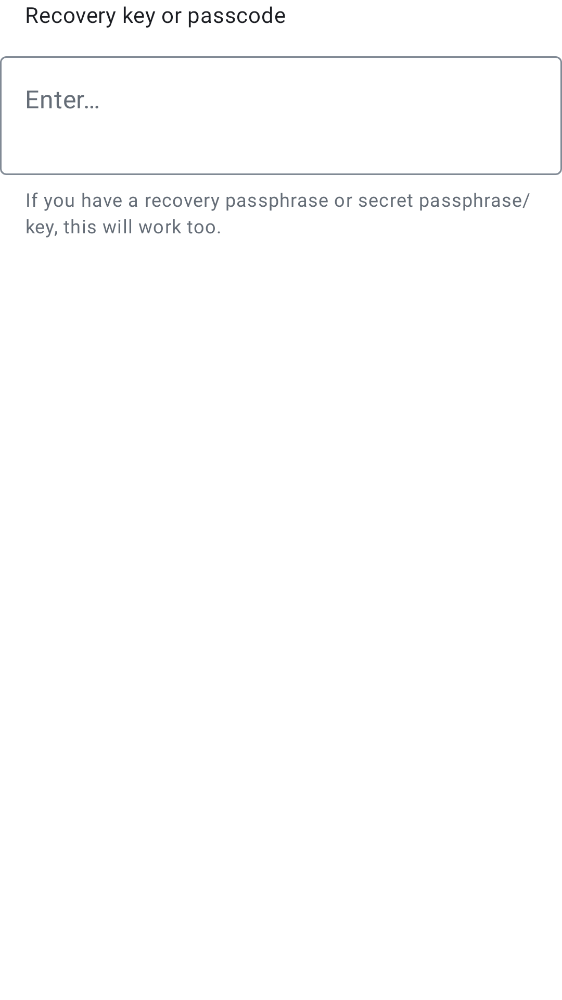 Recovery key or passcode
Enter…
If you have a recovery passphrase or secret passphrase/
key, this will work too.